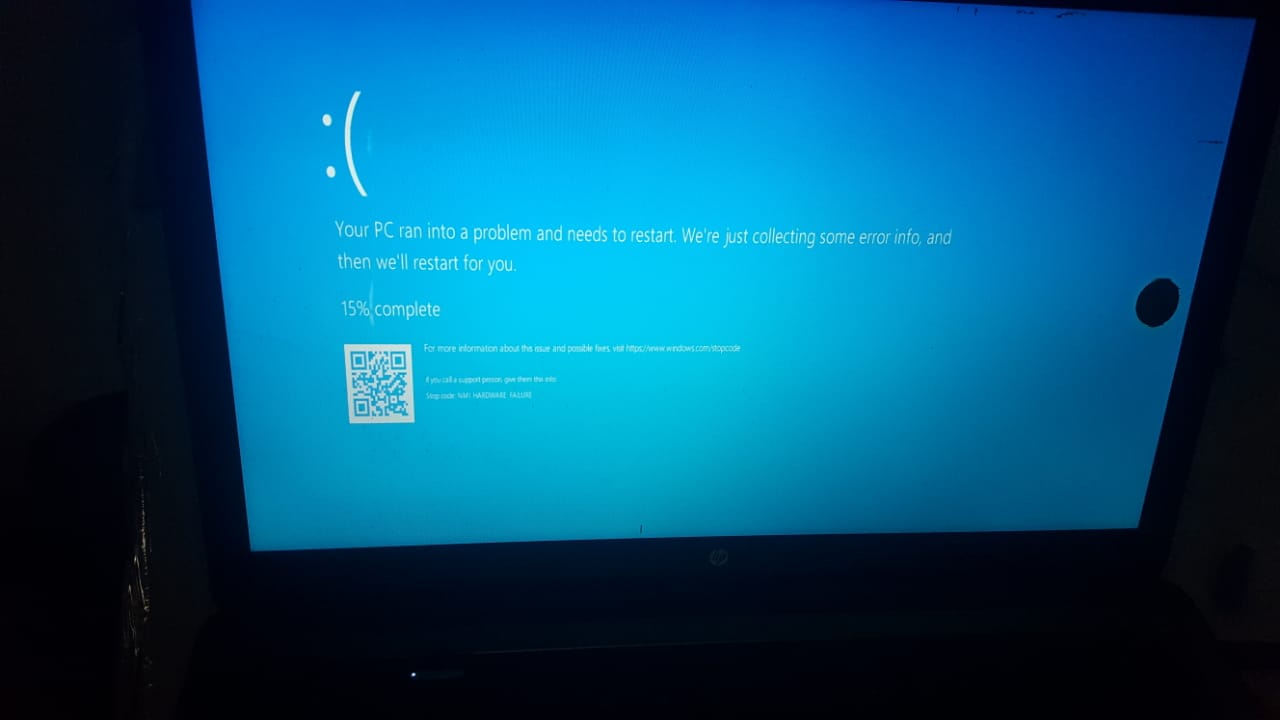 :(
Your PC ran into a problem and needs to restart. We're just collecting some error info, and
then we'll restart for you.
15% complete
For more information about this issue and possible fixes, visit https://www.windows.com/stopcode
If you call a support person, give them this info:
Stop code: NMI HARDWARE FAILURE
hp